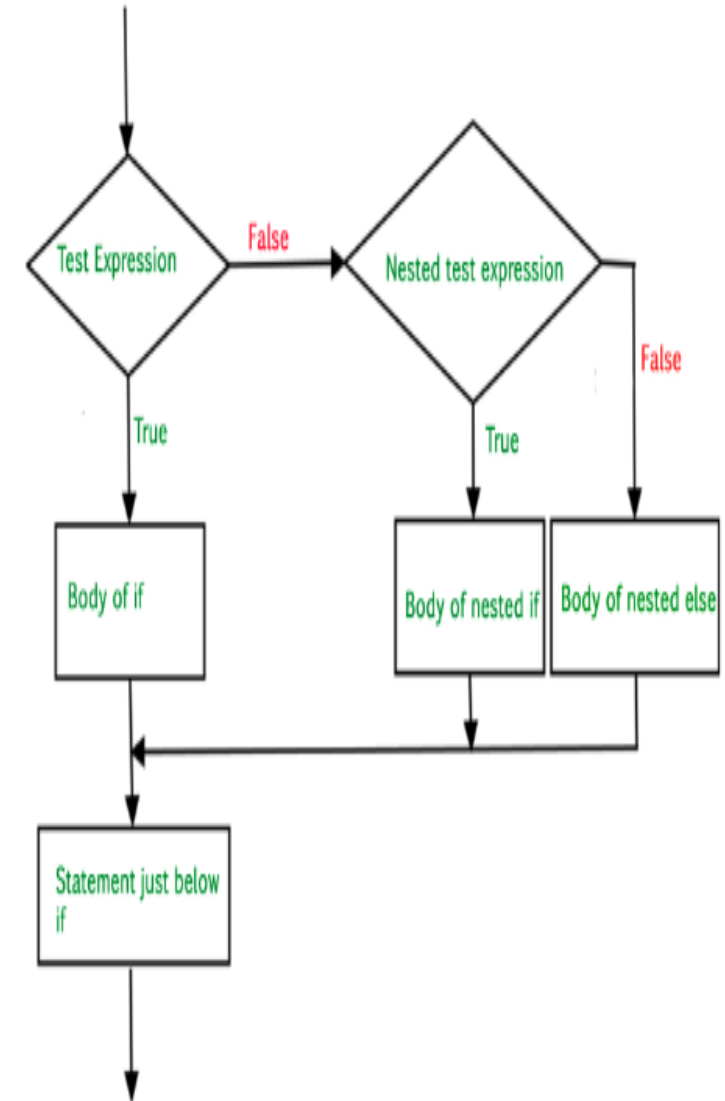 False
Test Expression
Nested test expression
False
True
True
Body of if
Body of nested if
Body of nested else
Statement just below
if